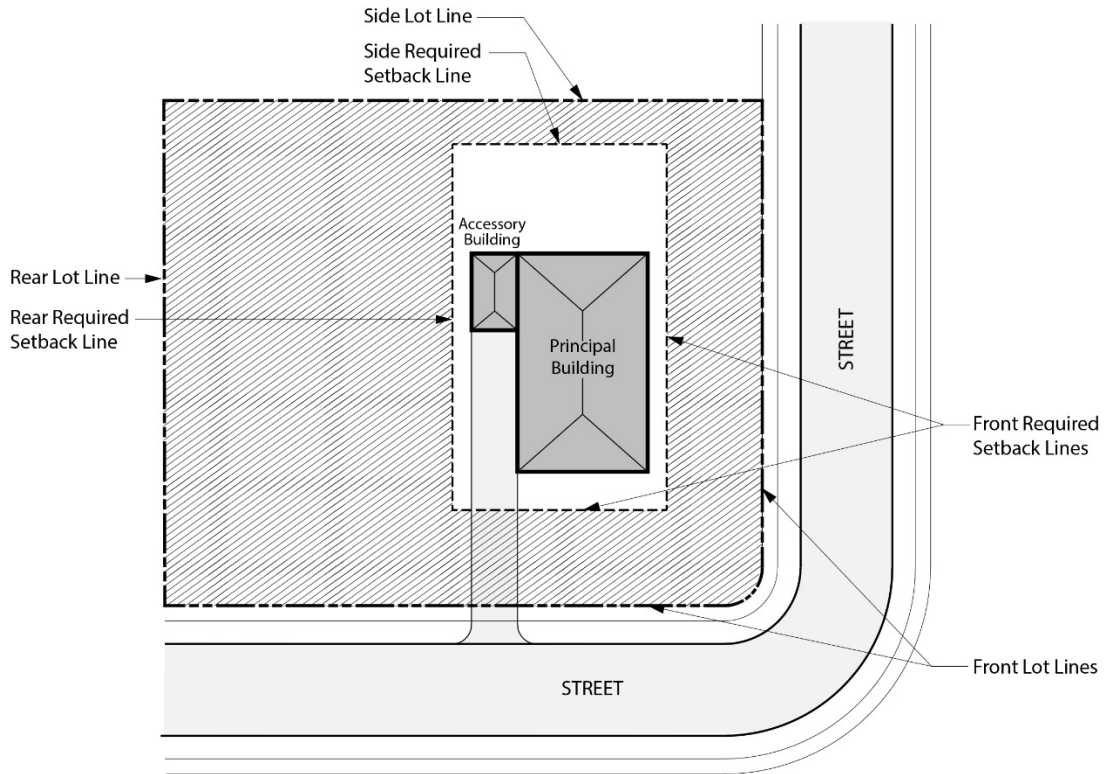 Side Lot Line
Side Required
Setback Line
Accessory
Building
Rear Lot Line
Rear Required
Setback Line
Principal
Building
STREET
Front Required
Setback Lines
Front Lot Lines
STREET